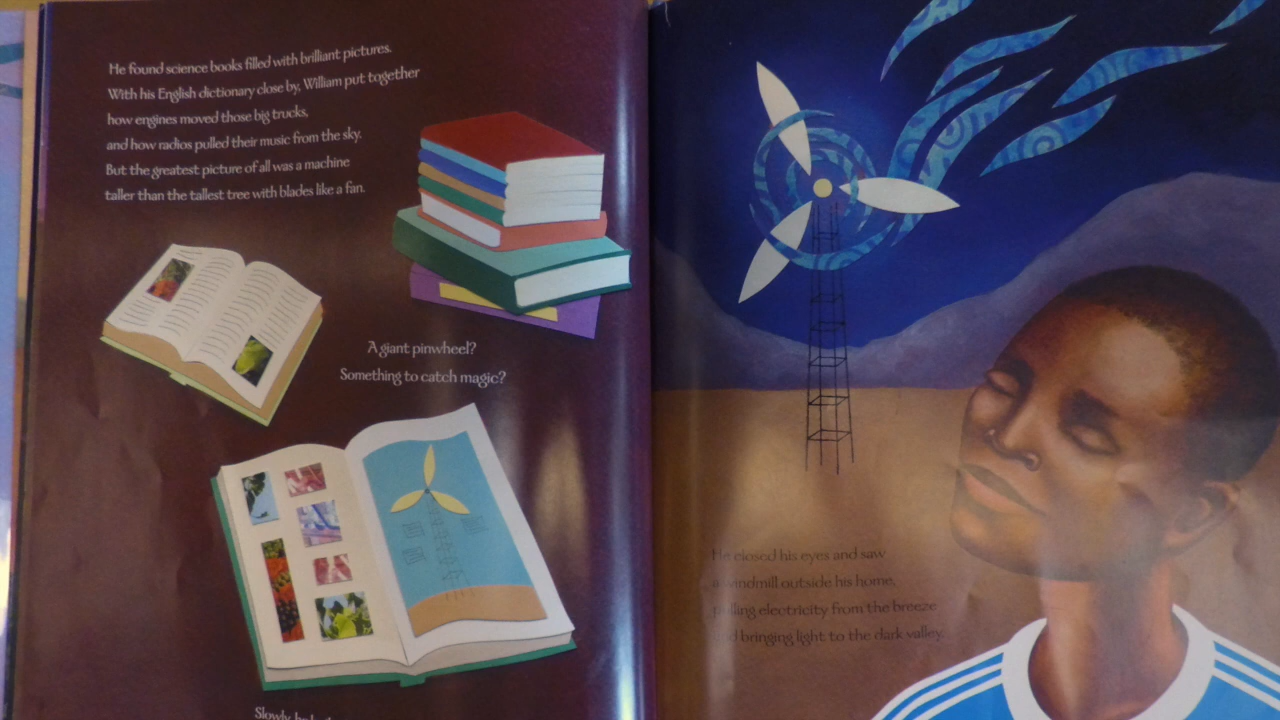 He found science books filled with brilliant pictures.
With his English dictionary close by, William put together
how engines moved those big trucks,
and how radios pulled their music from the sky.
But the greatest picture of all was a machine
taller than the tallest tree with blades like a fan.
A giant pinwheel?
Something to catch magic?
Slowly
He closed his eyes and saw
a windmill outside his home,
pulling electricity from the breeze
and bringing light to the dark valley.